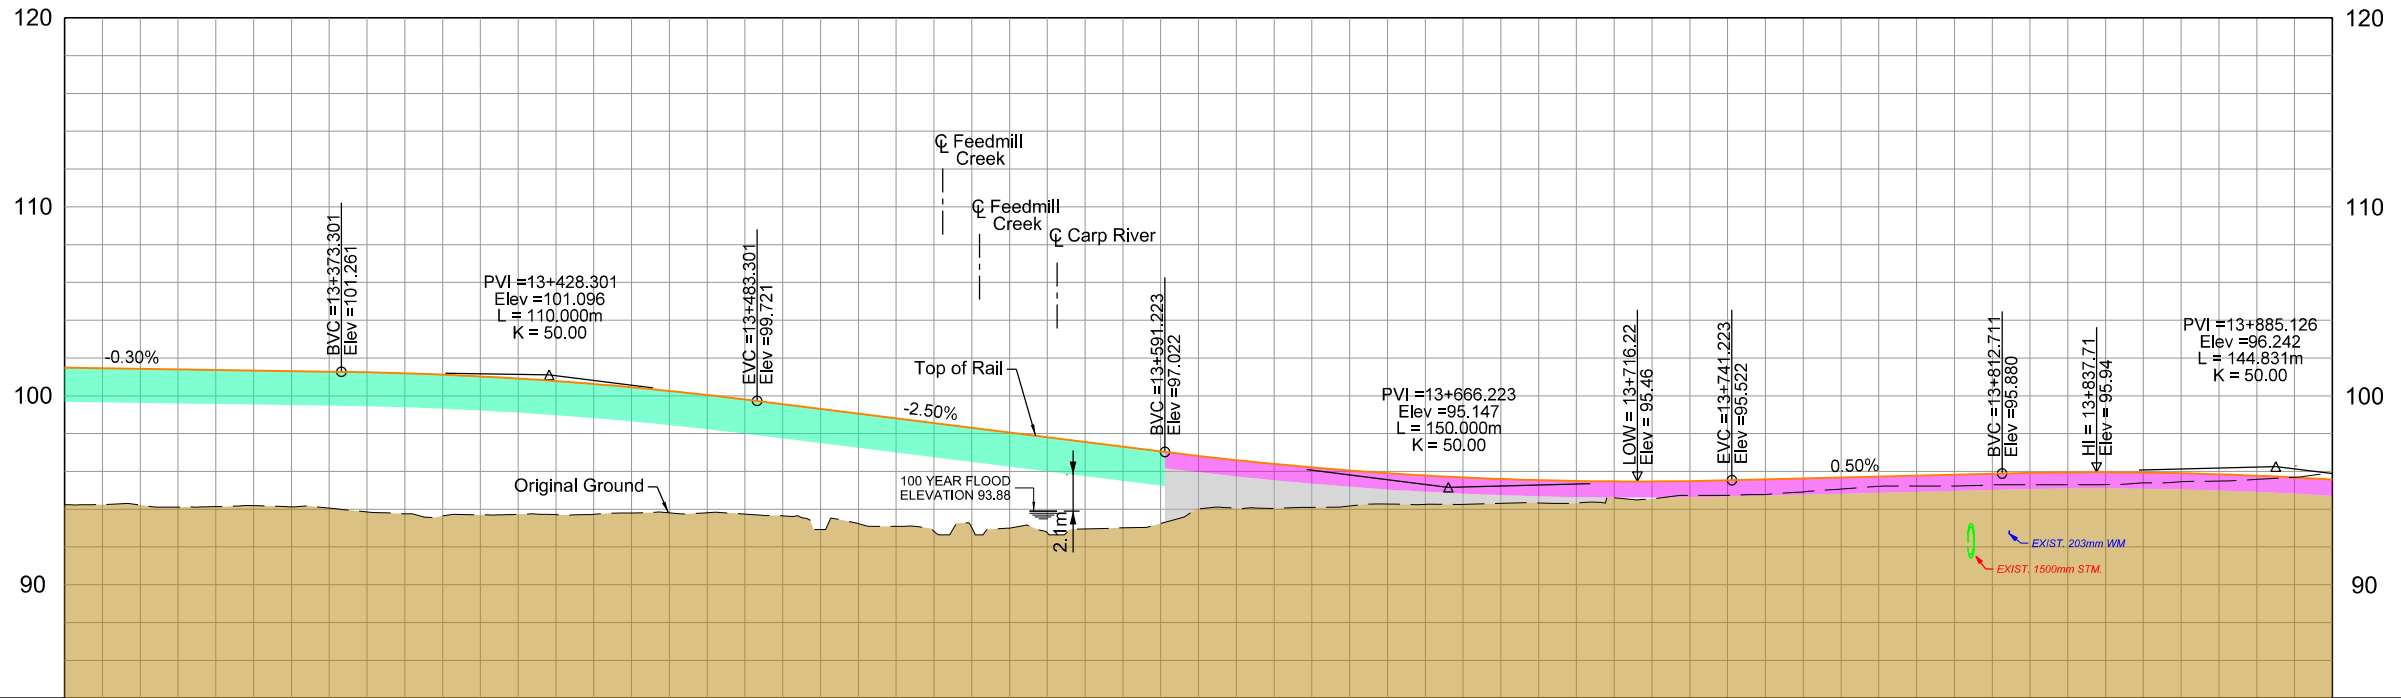 120
120
110
110
100
100
90
90
℄ Feedmill
Creek
℄ Feedmill
Creek
℄ Carp River
BVC =13+373.301
Elev =101.261
PVI =13+428.301
Elev =101.096
L = 110.000m
K = 50.00
-0.30%
EVC =13+483.301
Elev =99.721
Top of Rail
-2.50%
BVC =13+591.223
Elev =97.022
PVI =13+666.223
Elev =95.147
L = 150.000m
K = 50.00
LOW = 13+716.22
Elev = 95.46
EVC =13+741.223
Elev =95.522
0.50%
BVC =13+812.711
Elev =95.880
HI = 13+837.71
Elev= 95.94
PVI =13+885.126
Elev =96.242
L = 144.831m
K = 50.00
Original Ground
100 YEAR FLOOD
ELEVATION 93.88
2.1m
EXIST. 203mm WM
EXIST. 1500mm STM.